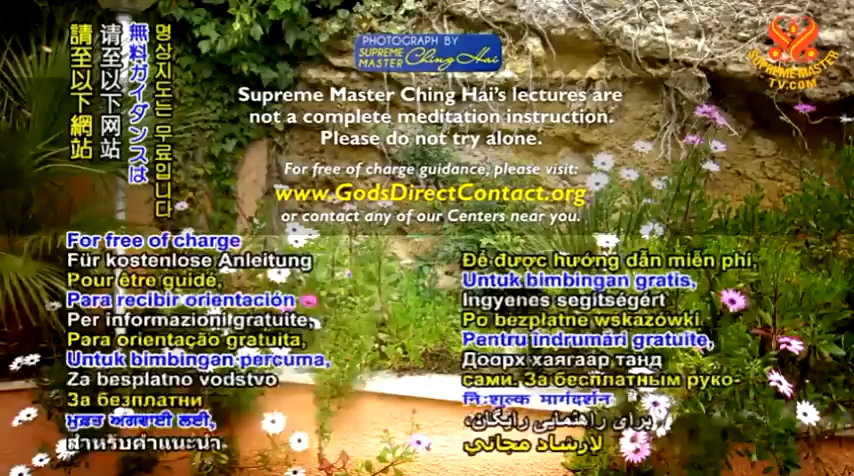 請至以下網站
请至以下网站
無料ガイダンスは
명상지도는 무료입니다
PHOTOGRAPH BY
SUPREME
MASTER Ching Hai
SUPREME MASTER
TV.COM
Supreme Master Ching Hai's lectures are
not a complete meditation instruction.
Please do not try alone.
For free of charge guidance, please visit:
www.GodsDirectContact.org
or contact any of our Centers near you.
For free of charge
Für kostenlose Anleitung
Pour être guidé,
Para recibir orientación
Per informazioni gratuite,
Para orientação gratuita,
Untuk bimbingan percuma,
Za besplatno vodstvo
За безплатни
ਮੁਫ਼ਤ ਅਗਵਾਈ ਲਈ,
สำหรับคำแนะนำ
Để được hướng dẫn miễn phí,
Untuk bimbingan gratis,
Ingyenes segítségért
Po bezpłatne wskazówki
Pentru îndrumări gratuite,
Доорх хаягаар танд
сами. За бесплатным руко-
निःशुल्क मार्गदर्शन
برای راهنمایی رایگان،
لإرشاد مجاني